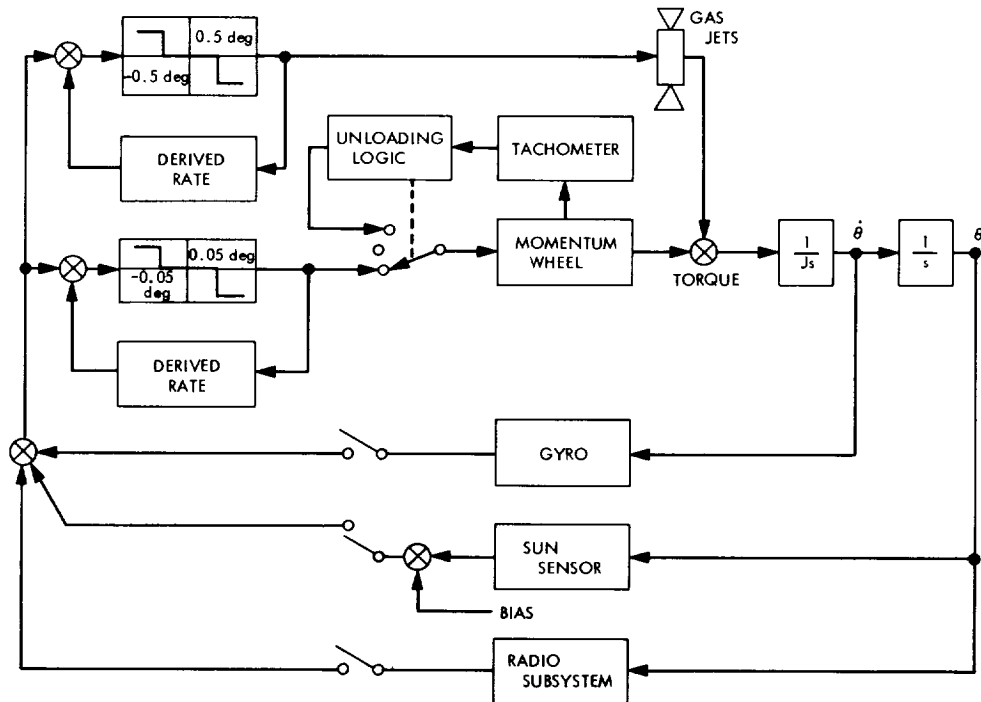 GAS
JETS
0.5 deg
-0.5 deg
DERIVED
RATE
UNLOADING
LOGIC
TACHOMETER
0.05 deg
-0.05
deg
MOMENTUM
WHEEL
TORQUE
1
Js
θ̇
1
s
θ
DERIVED
RATE
GYRO
SUN
SENSOR
BIAS
RADIO
SUBSYSTEM